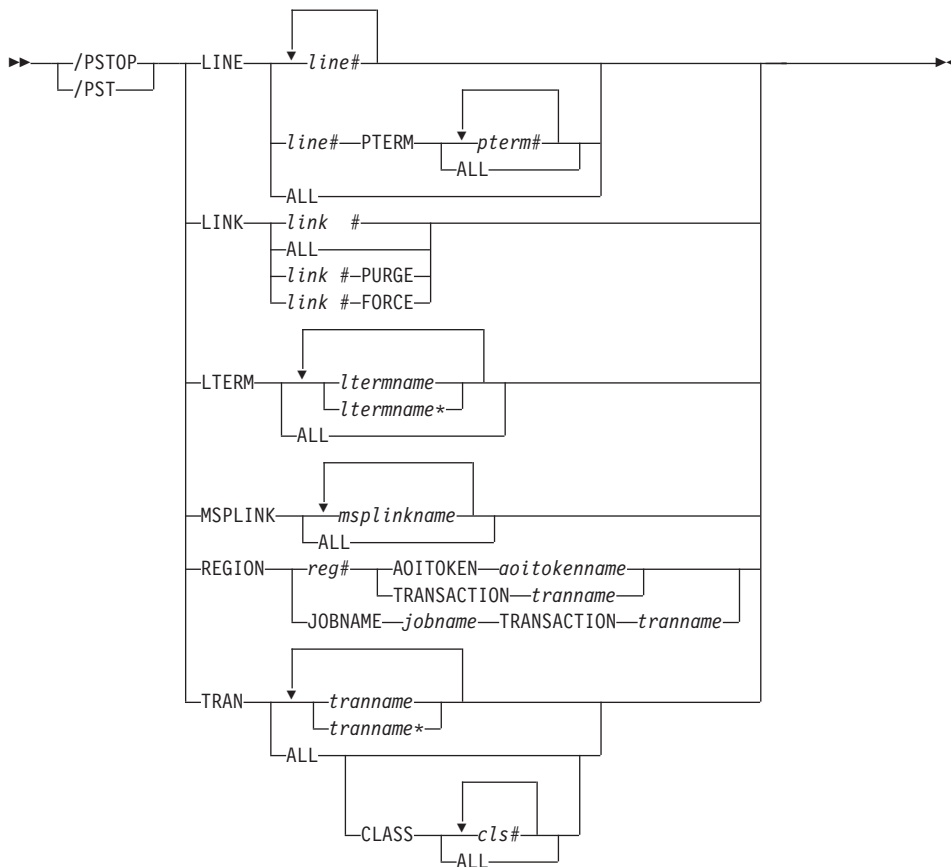 /PSTOP LINE line#
/PST
line# PTERM pterm#
ALL
ALL
LINK link #
ALL
link # PURGE
link # FORCE
LTERM ltermname
ltermname*
ALL
MSPLINK msplinkname
ALL
REGION reg# AOITOKEN aoitokenname
TRANSACTION tranname
JOBNAME jobname TRANSACTION tranname
TRAN tranname
tranname*
ALL
CLASS cls#
ALL